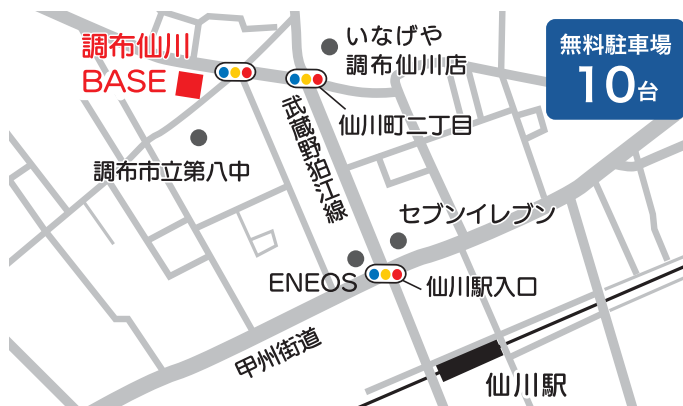 調布仙川
BASE
いなげや
調布仙川店
無料駐車場
10台
仙川町二丁目
武蔵野狛江線
調布市立第八中
セブンイレブン
ENEOS
仙川駅入口
甲州街道
仙川駅